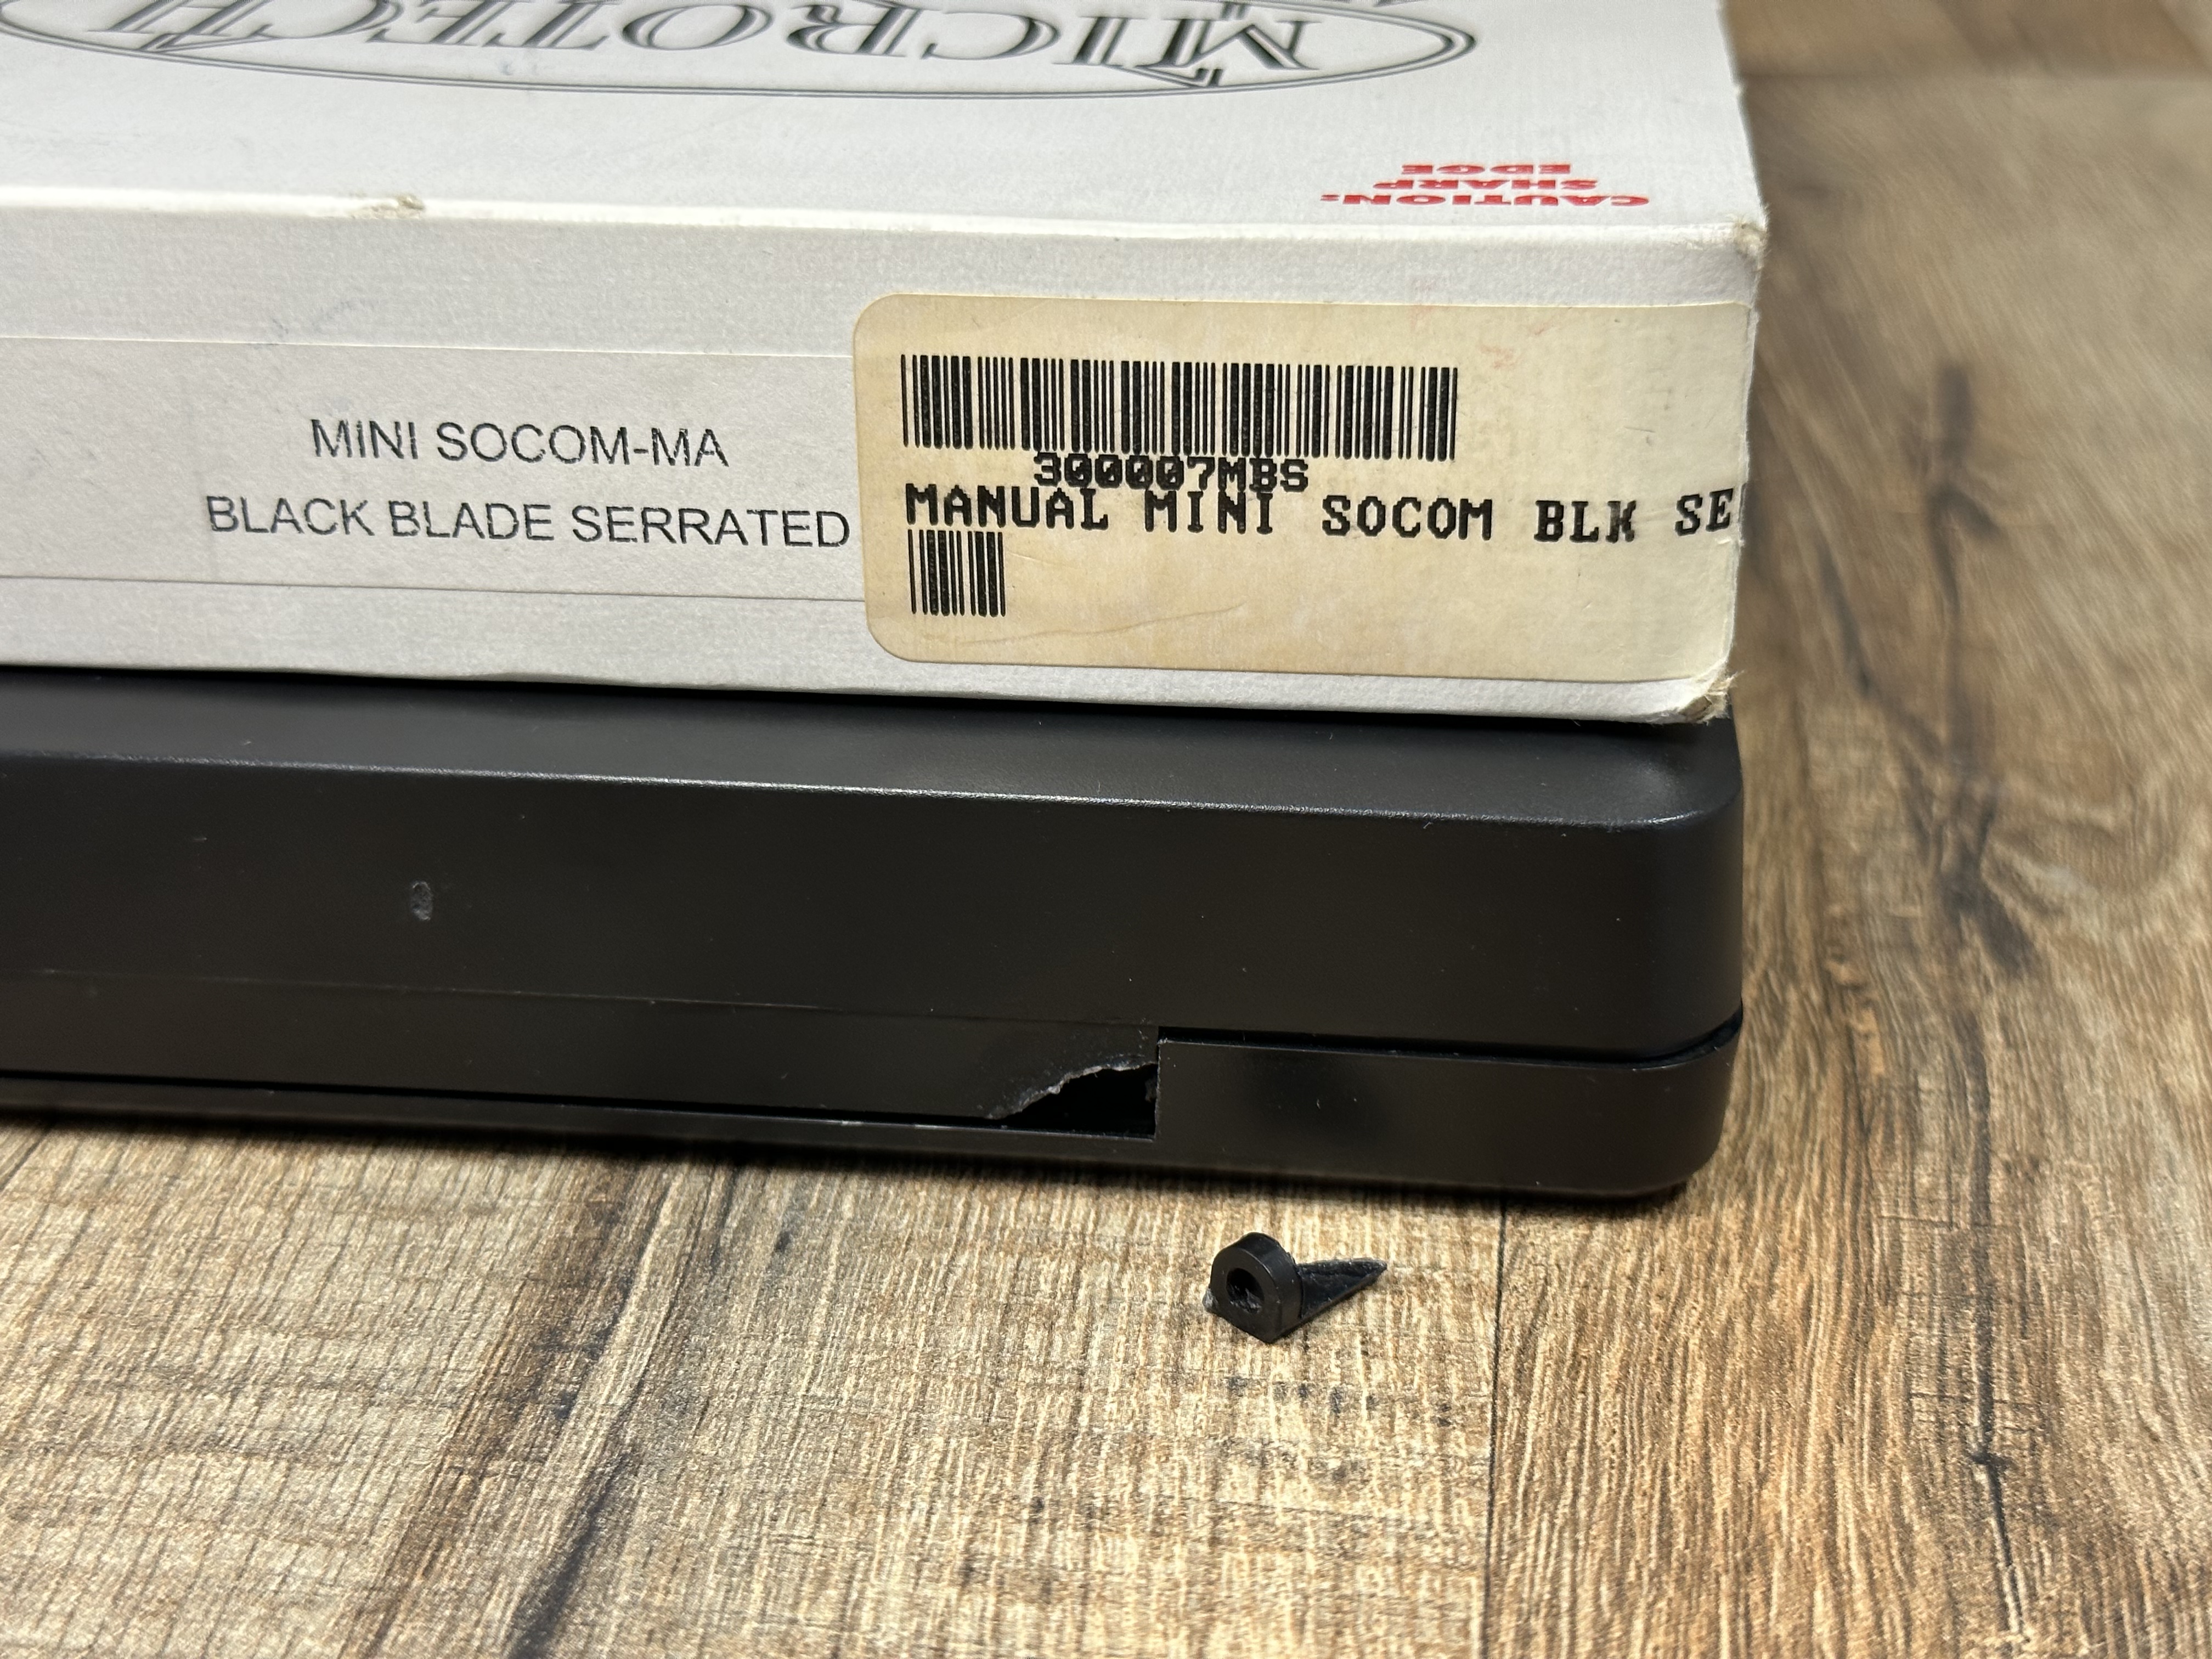 MICROTECH
CAUTION:
SHARP
EDGE
MINI SOCOM-MA
BLACK BLADE SERRATED
300007MBS
MANUAL MINI SOCOM BLK SE